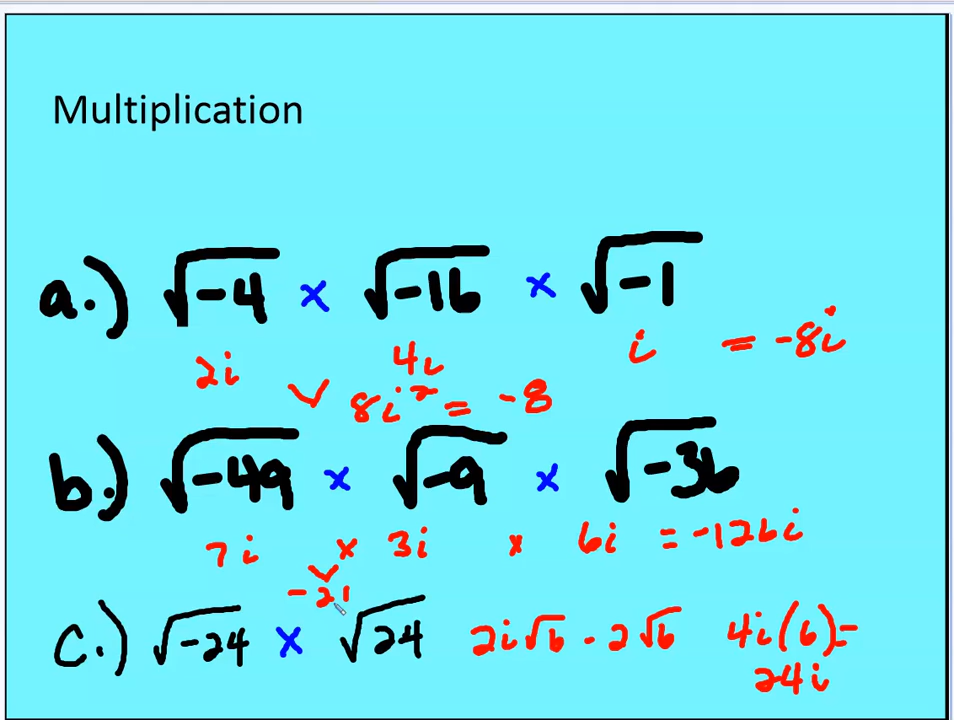 Multiplication
a.) √-4 × √-16 × √-1
2i 4i i = -8i
8i² = -8
b.) √-49 × √-9 × √-36
7i × 3i × 6i = -126i
-21
c.) √-24 × √24 2i√6 - 2√6 4i(6)=
24i